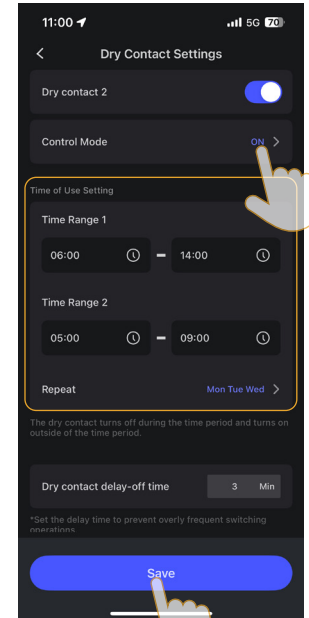 11:00 5G 70
Dry Contact Settings
Dry contact 2
Control Mode ON
Time of Use Setting
Time Range 1
06:00 - 14:00
Time Range 2
05:00 - 09:00
Repeat Mon Tue Wed
The dry contact turns off during the time period and turns on
outside of the time period.
Dry contact delay-off time 3 Min
*Set the delay time to prevent overly frequent switching
operations
Save